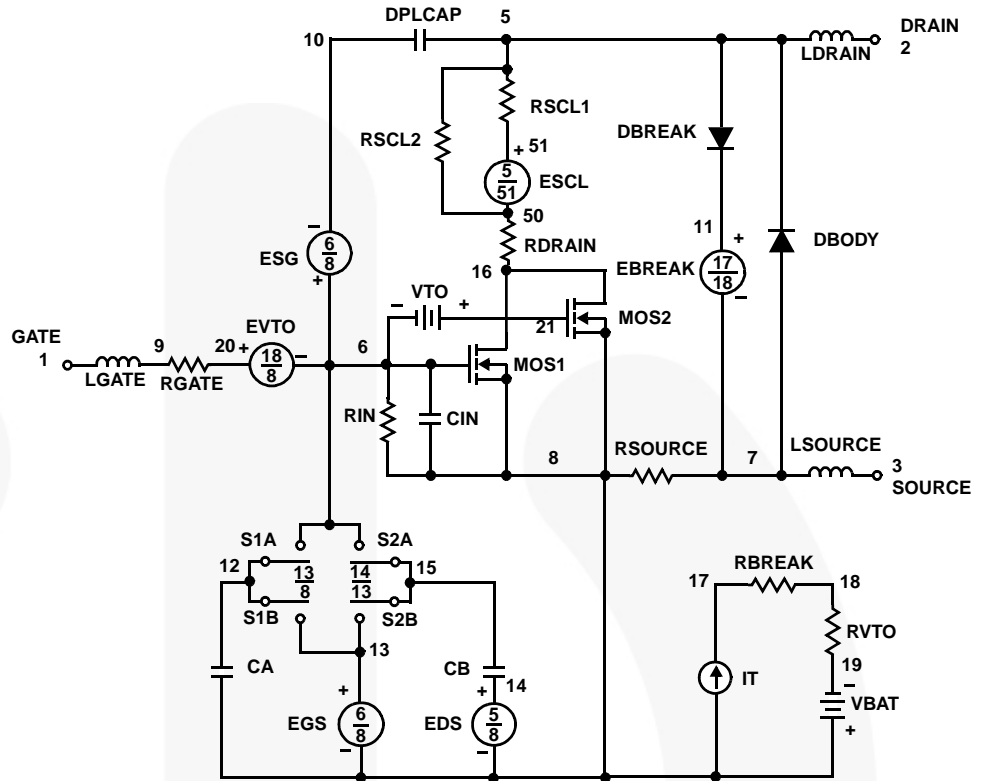 DPLCAP
5
10
DRAIN
2
LDRAIN
RSCL1
RSCL2
DBREAK
+ 51
5
51
ESCL
50
11
DBODY
RDRAIN
ESG
−
6
8
+
16
EBREAK
+
17
18
−
VTO
−
+
21
MOS2
GATE
1
9
20
+
EVTO
18
8
−
6
MOS1
LGATE
RGATE
RIN
CIN
RSOURCE
LSOURCE
8
7
3
SOURCE
S1A
S2A
12
13
8
14
13
15
S1B
S2B
13
RBREAK
17
18
RVTO
CA
CB
14
19
IT
−
VBAT
+
+
EGS
6
8
−
+
EDS
5
8
−